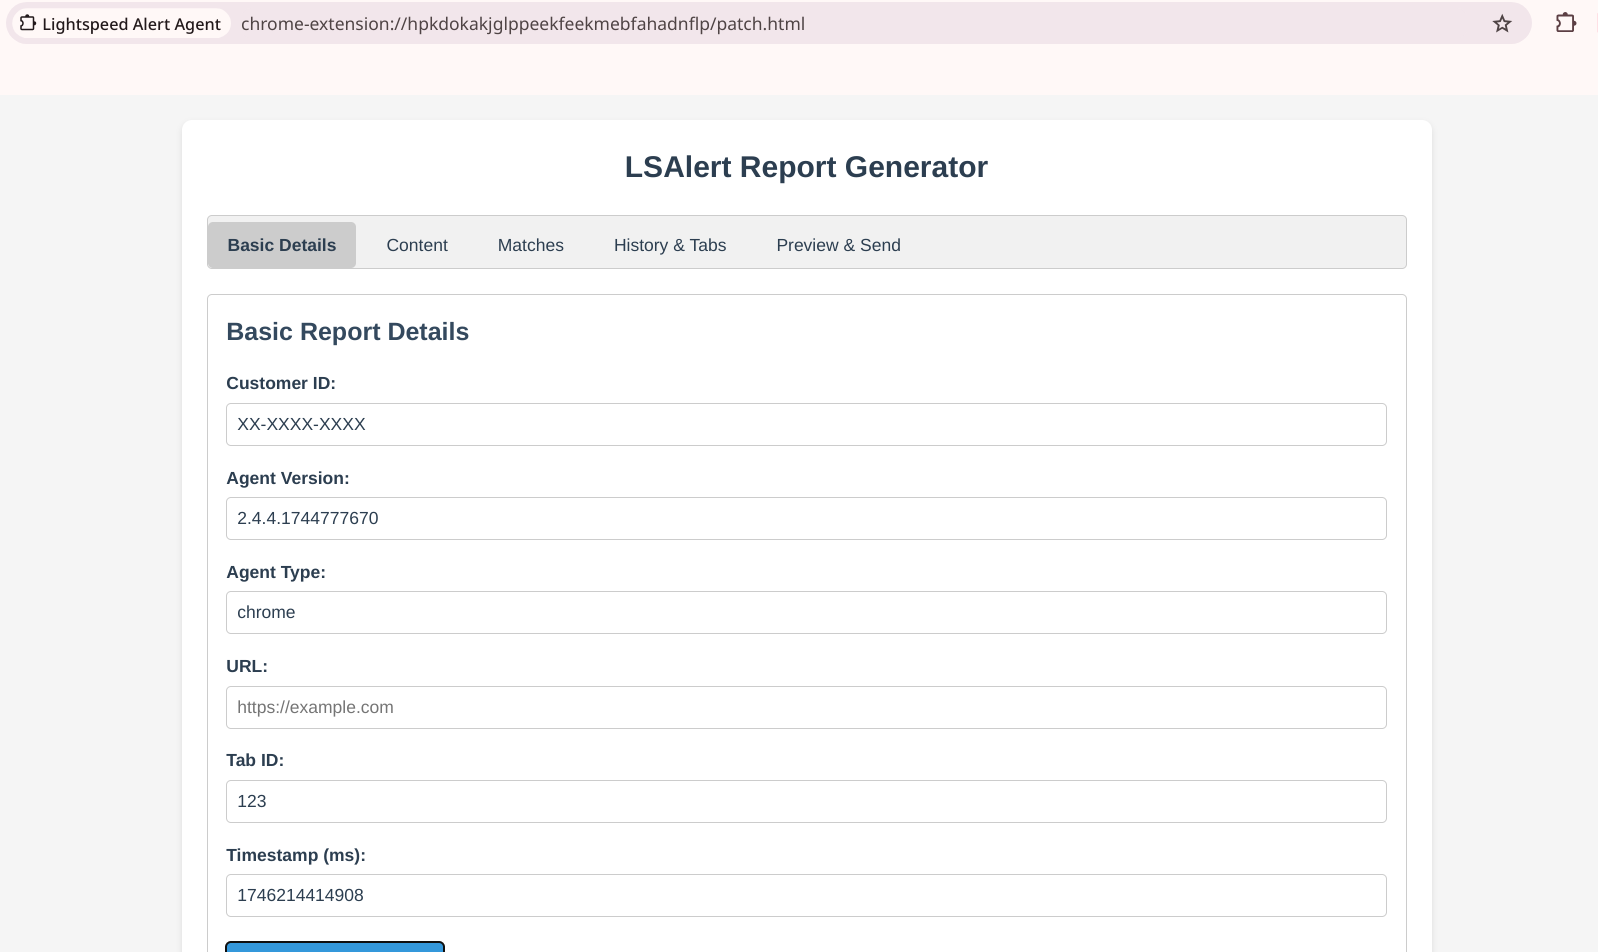 Lightspeed Alert Agent chrome-extension://hpkdokakjglppeekfeekmebfahadnflp/patch.html
LSAlert Report Generator
Basic Details Content Matches History & Tabs Preview & Send
Basic Report Details
Customer ID:
XX-XXXX-XXXX
Agent Version:
2.4.4.1744777670
Agent Type:
chrome
URL:
https://example.com
Tab ID:
123
Timestamp (ms):
1746214414908